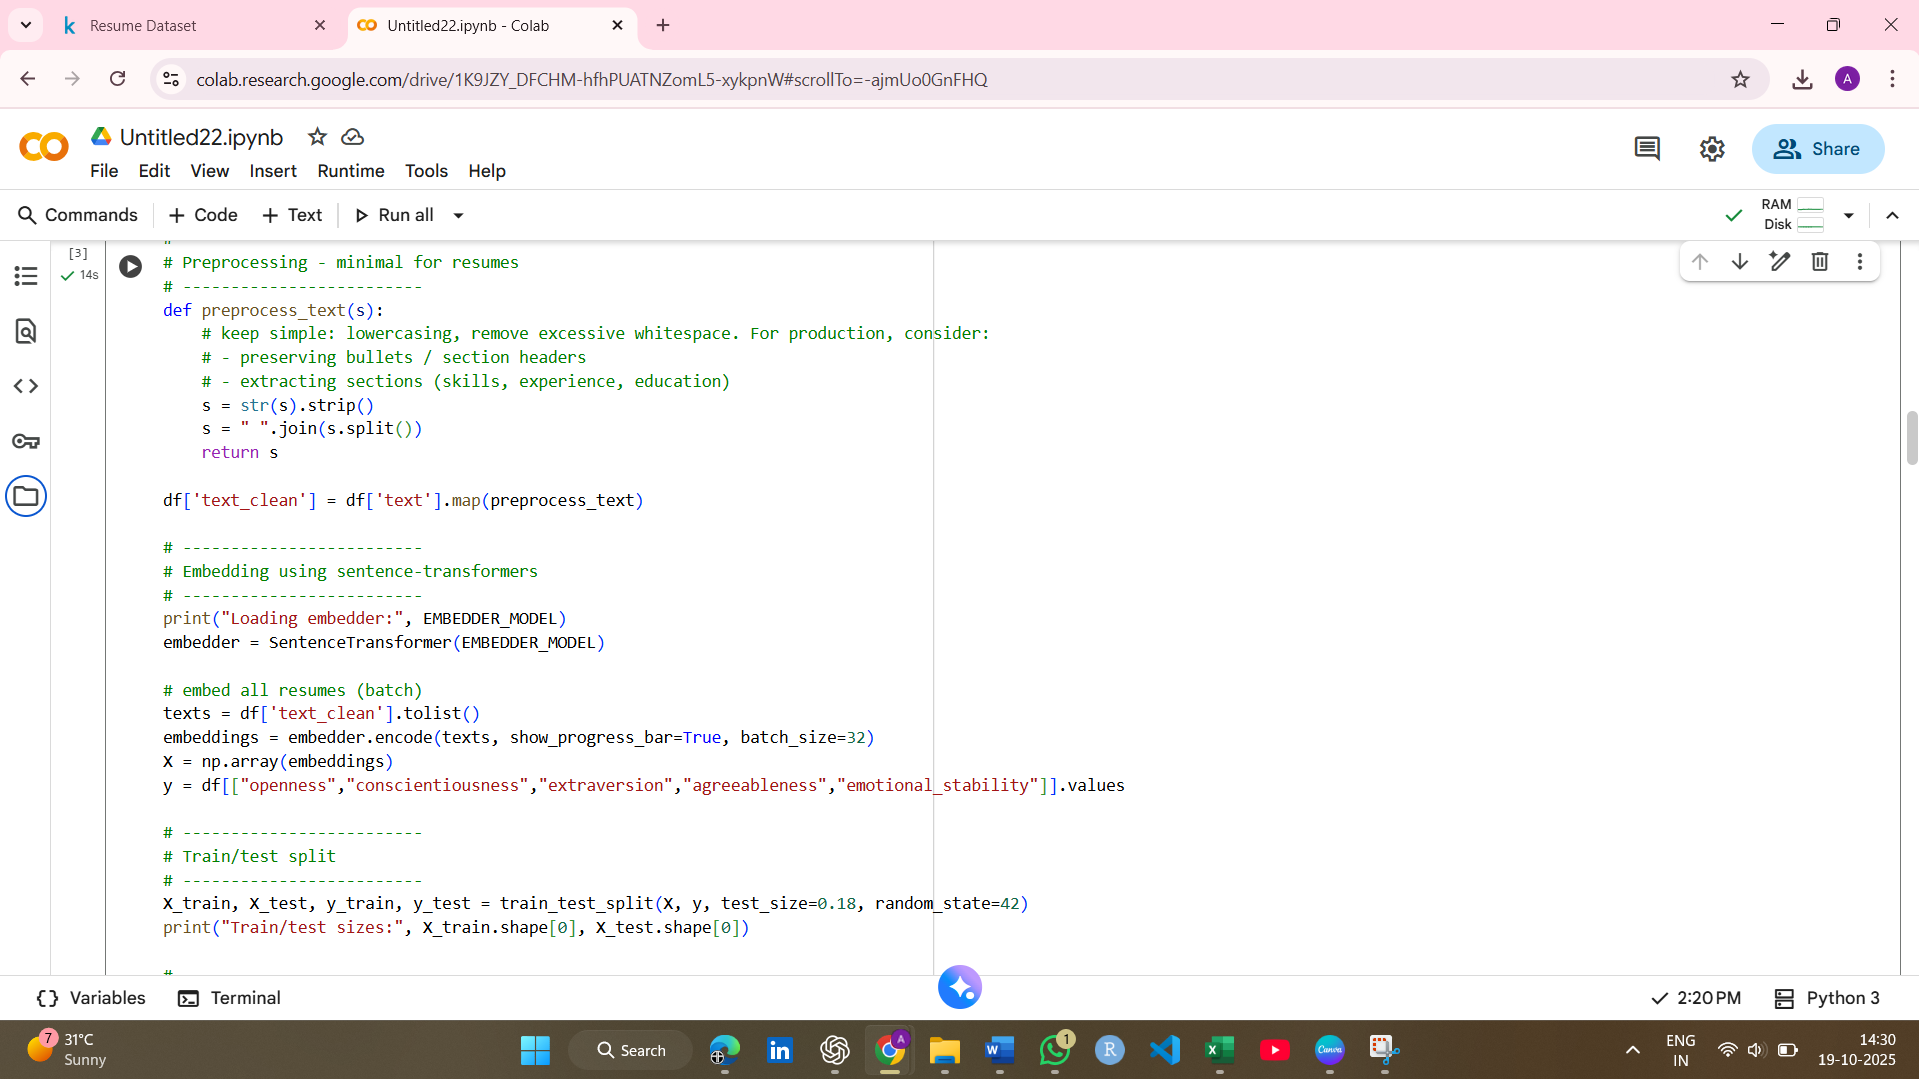 Resume Dataset
Untitled22.ipynb - Colab
colab.research.google.com/drive/1K9JZY_DFCHM-hfhPUATNZomL5-xykpnW#scrollTo=-ajmUo0GnFHQ
A
Untitled22.ipynb
File Edit View Insert Runtime Tools Help
Share
Commands + Code + Text Run all
RAM
Disk
[3]
14s
# Preprocessing - minimal for resumes
# -------------------------
def preprocess_text(s):
    # keep simple: lowercasing, remove excessive whitespace. For production, consider:
    # - preserving bullets / section headers
    # - extracting sections (skills, experience, education)
    s = str(s).strip()
    s = " ".join(s.split())
    return s
df['text_clean'] = df['text'].map(preprocess_text)
# -------------------------
# Embedding using sentence-transformers
# -------------------------
print("Loading embedder:", EMBEDDER_MODEL)
embedder = SentenceTransformer(EMBEDDER_MODEL)
# embed all resumes (batch)
texts = df['text_clean'].tolist()
embeddings = embedder.encode(texts, show_progress_bar=True, batch_size=32)
X = np.array(embeddings)
y = df[["openness","conscientiousness","extraversion","agreeableness","emotional_stability"]].values
# -------------------------
# Train/test split
# -------------------------
X_train, X_test, y_train, y_test = train_test_split(X, y, test_size=0.18, random_state=42)
print("Train/test sizes:", X_train.shape[0], X_test.shape[0])
Variables Terminal
2:20 PM Python 3
7
31°C
Sunny
Search
A
1
Canva
ENG
IN
14:30
19-10-2025